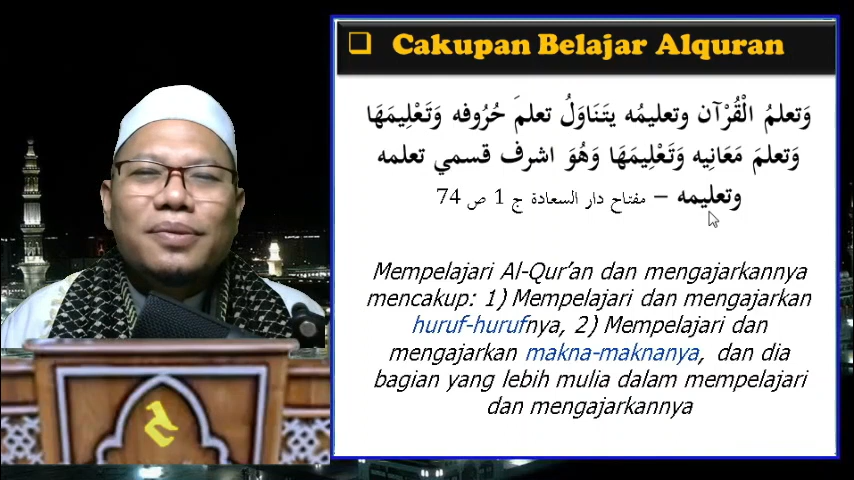 Cakupan Belajar Alquran
وَتعلمُ الْقُرْآن وتعليمُه يتَنَاوَلُ تعلمَ حُرُوفه وَتَعْلِيمَهَا
وَتعلمَ مَعَانِيه وَتَعْلِيمَهَا وَهُوَ اشرف قسمي تعلمه
وتعليمه – مفتاح دار السعادة ج 1 ص 74
Mempelajari Al-Qur’an dan mengajarkannya
mencakup: 1) Mempelajari dan mengajarkan
huruf-hurufnya, 2) Mempelajari dan
mengajarkan makna-maknanya, dan dia
bagian yang lebih mulia dalam mempelajari
dan mengajarkannya